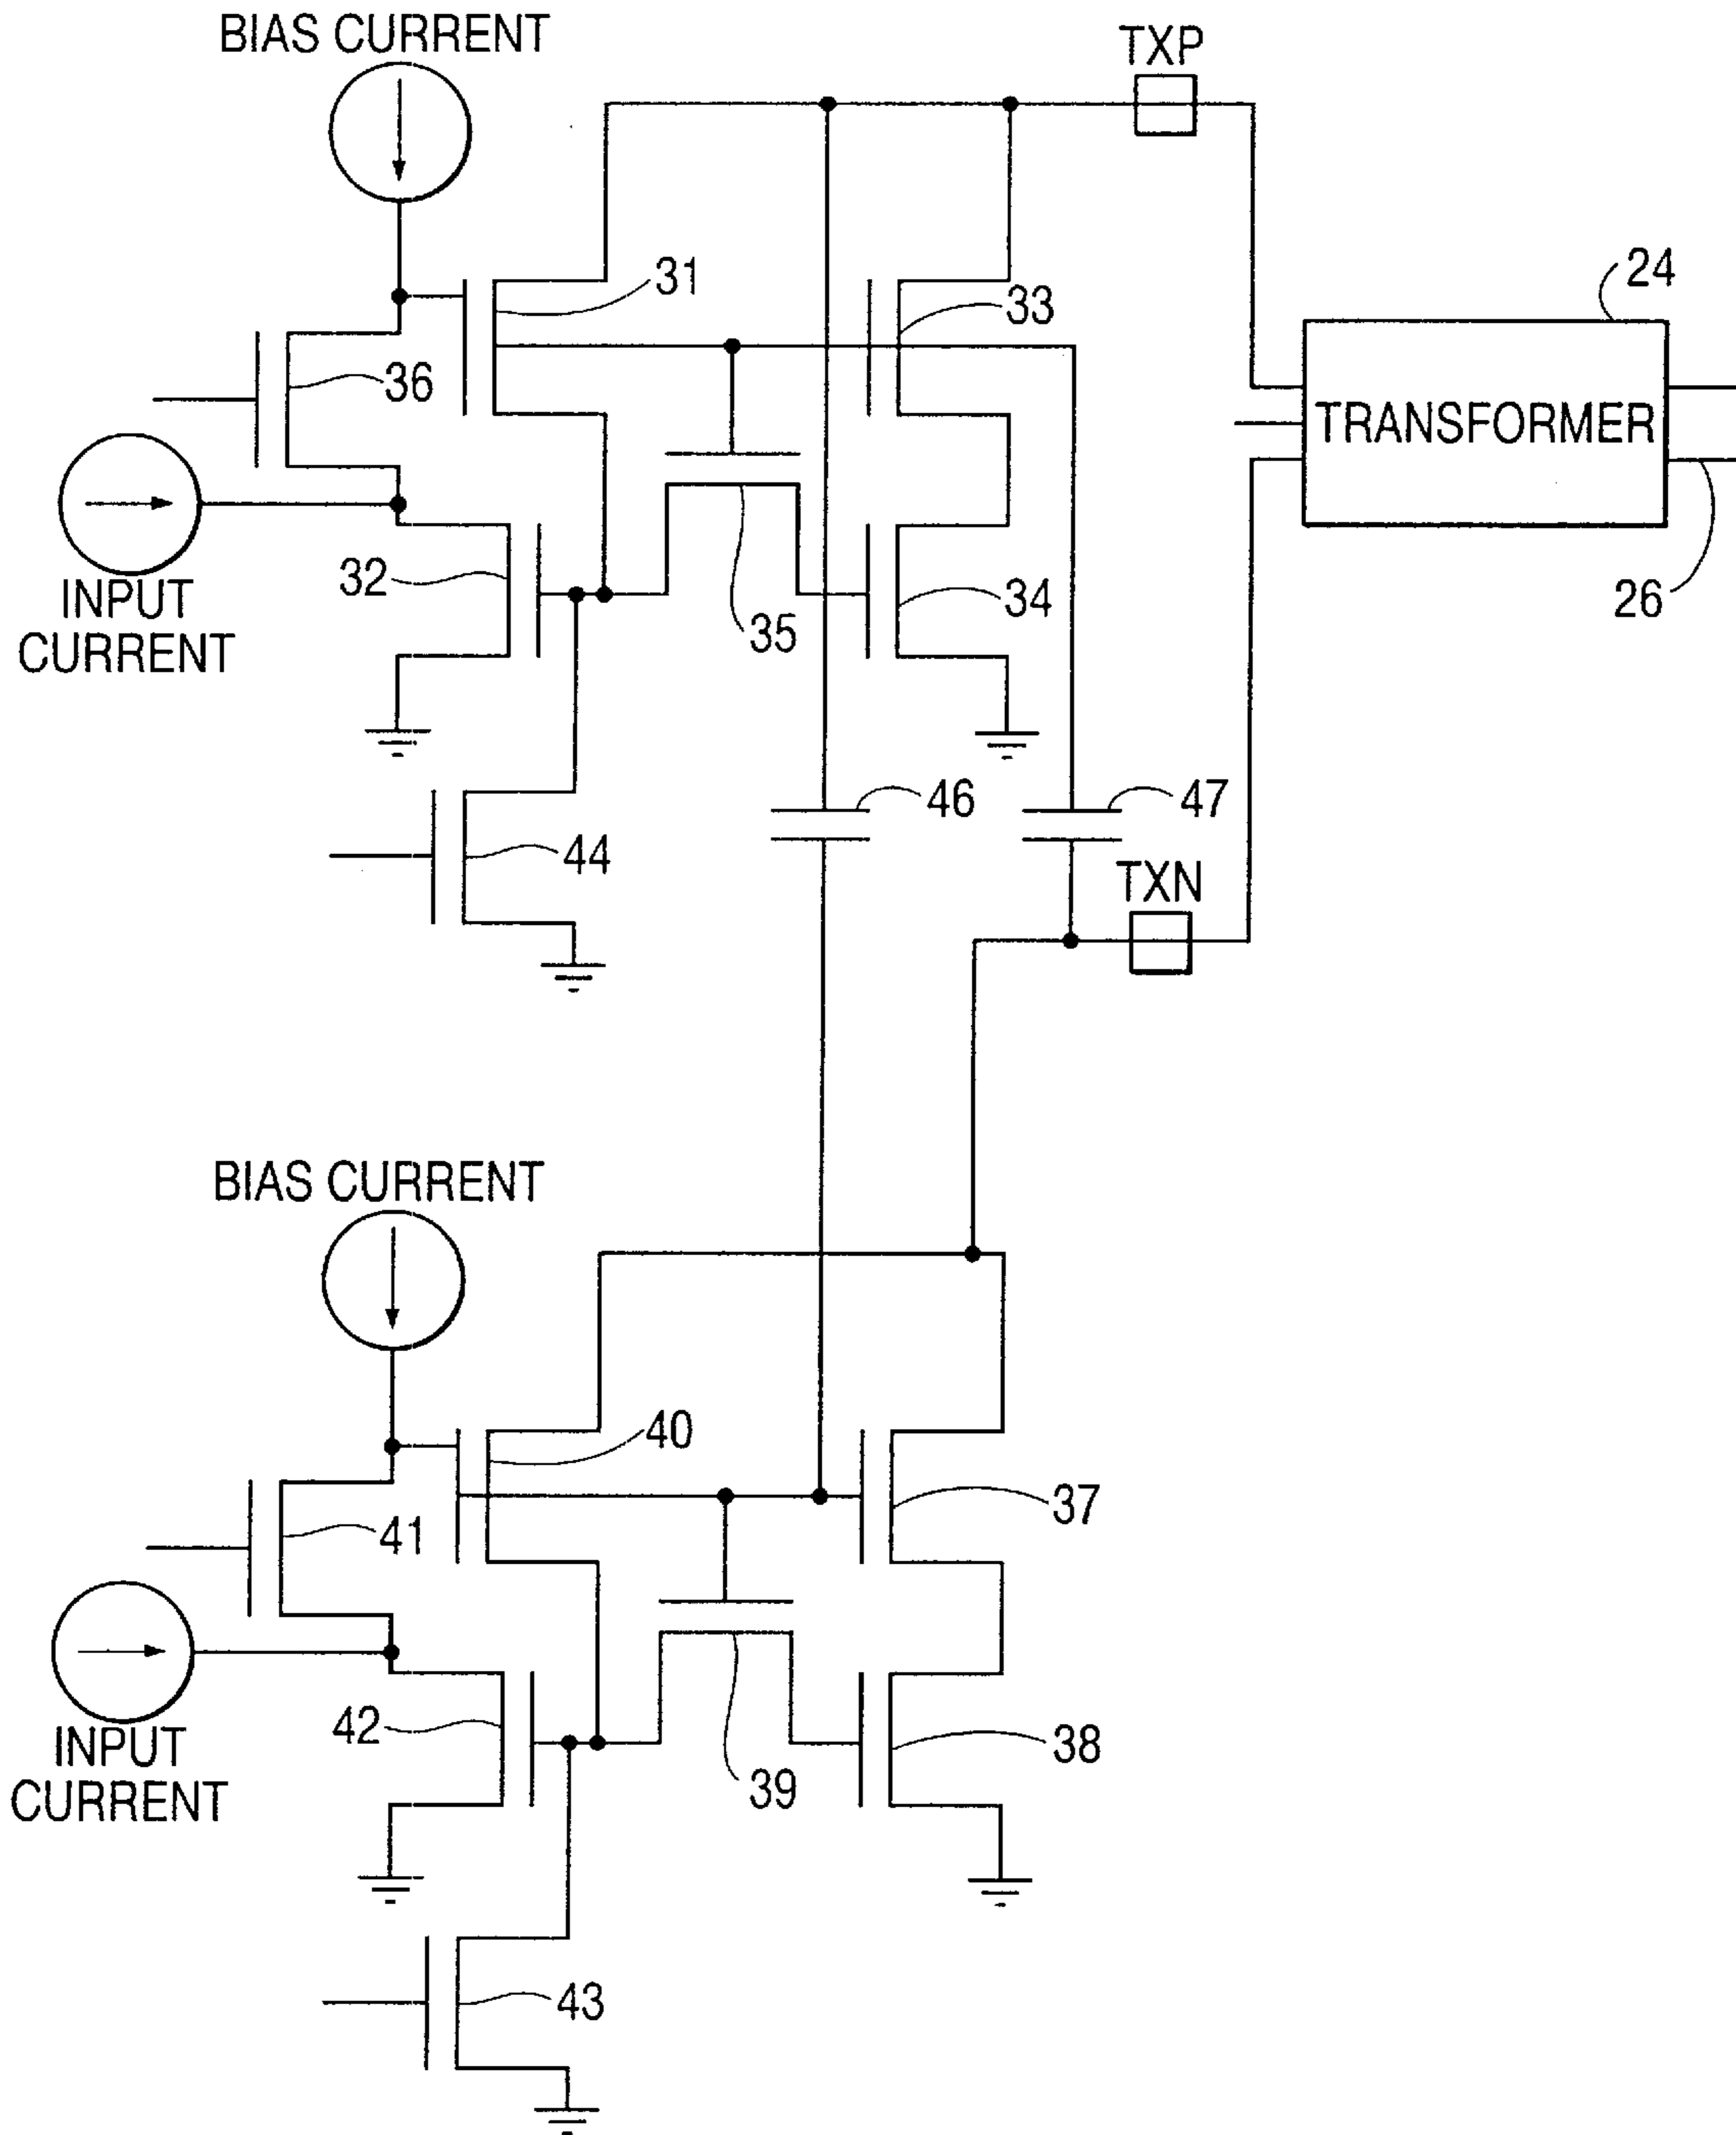 BIAS CURRENT
TXP
31
33
24
36
TRANSFORMER
32
34
26
INPUT
CURRENT
35
46
47
44
TXN
BIAS CURRENT
40
37
41
42
38
INPUT
CURRENT
39
43